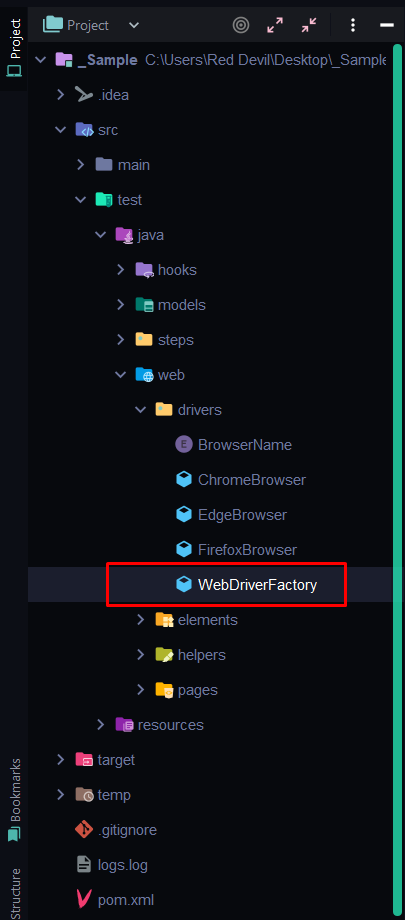 Project
Project
_Sample C:\Users\Red Devil\Desktop\_Sample
.idea
src
main
test
java
hooks
models
steps
web
drivers
E BrowserName
ChromeBrowser
EdgeBrowser
FirefoxBrowser
WebDriverFactory
elements
helpers
pages
resources
target
temp
.gitignore
logs.log
pom.xml
Bookmarks
Structure